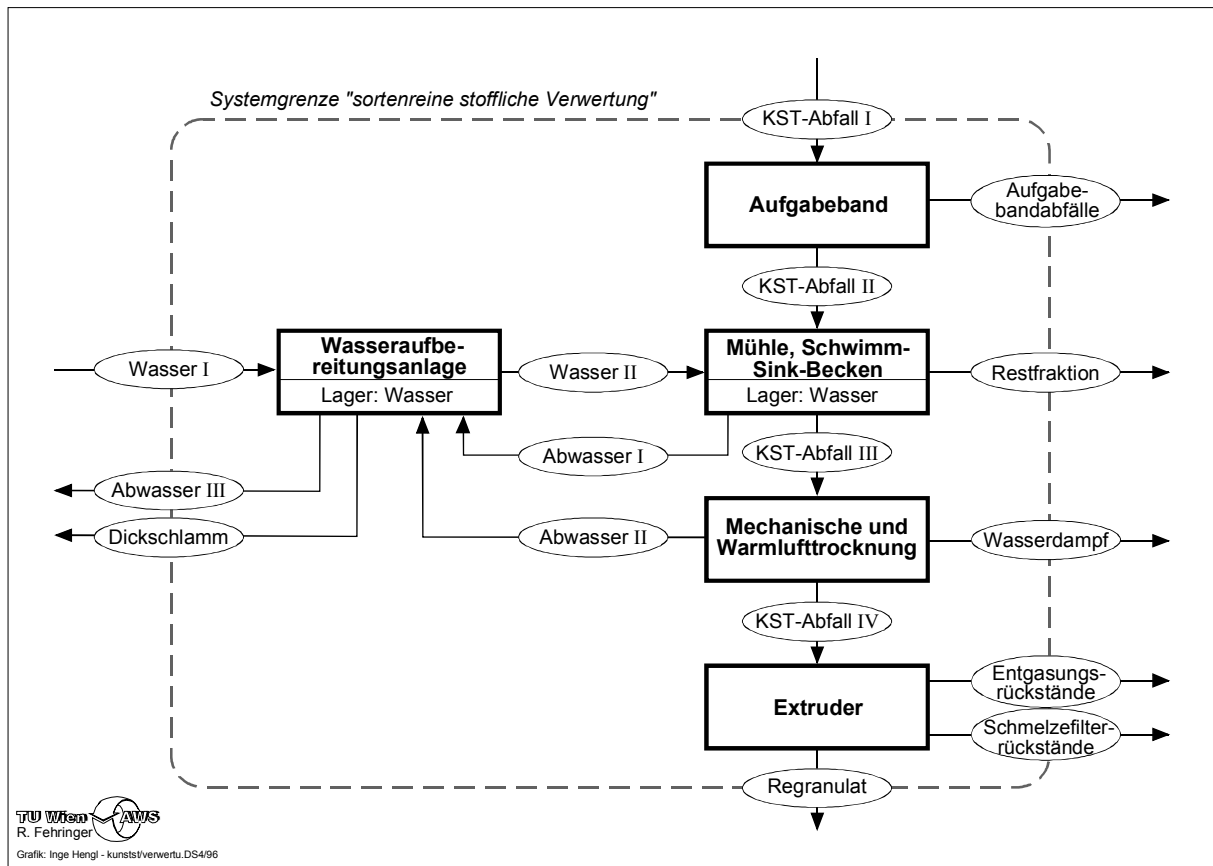 Systemgrenze "sortenreine stoffliche Verwertung"
KST-Abfall I
Aufgabeband
Aufgabe-
bandabfälle
KST-Abfall II
Wasser I
Wasseraufbe-
reitungsanlage
Lager: Wasser
Wasser II
Mühle, Schwimm-
Sink-Becken
Lager: Wasser
Restfraktion
Abwasser I
KST-Abfall III
Abwasser III
Dickschlamm
Abwasser II
Mechanische und
Warmlufttrocknung
Wasserdampf
KST-Abfall IV
Extruder
Entgasungs-
rückstände
Schmelzefilter-
rückstände
Regranulat
TU Wien AWS
R. Fehringer
Grafik: Inge Hengl - kunstst/verwertu.DS4/96